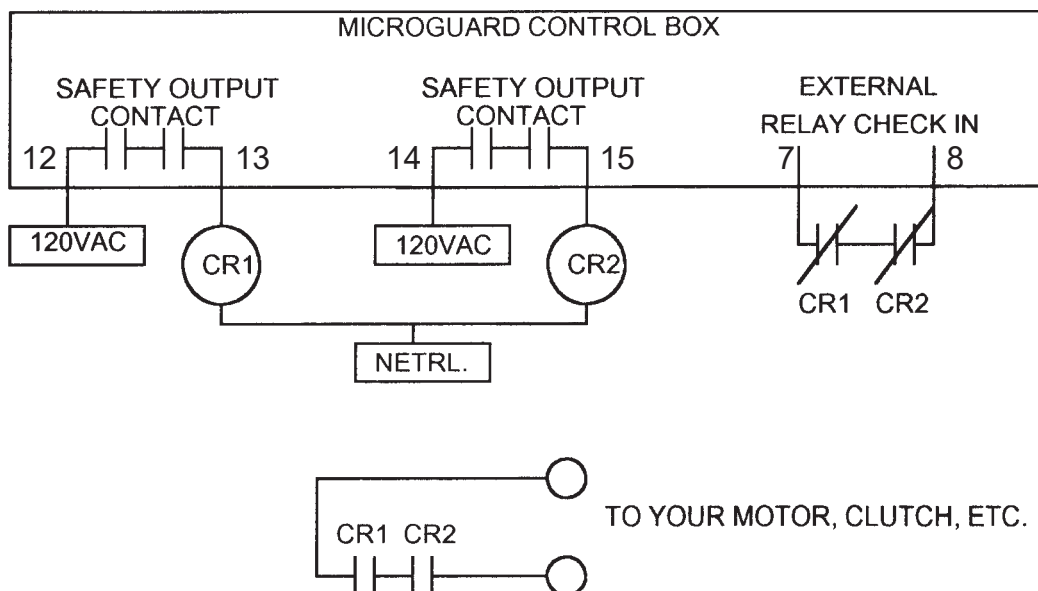 MICROGUARD CONTROL BOX
SAFETY OUTPUT
CONTACT
SAFETY OUTPUT
CONTACT
EXTERNAL
RELAY CHECK IN
12
13
14
15
7
8
120VAC
CR1
120VAC
CR2
CR1 CR2
NETRL.
TO YOUR MOTOR, CLUTCH, ETC.
CR1 CR2